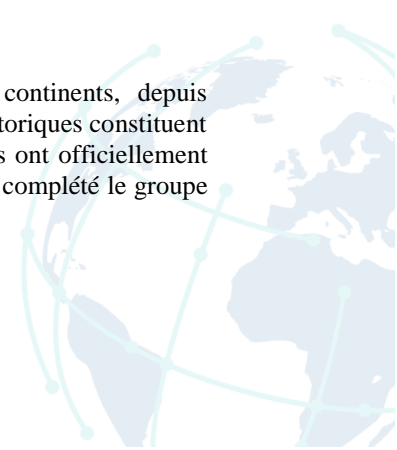 continents, depuis
toriques constituent
s ont officiellement
complété le groupe